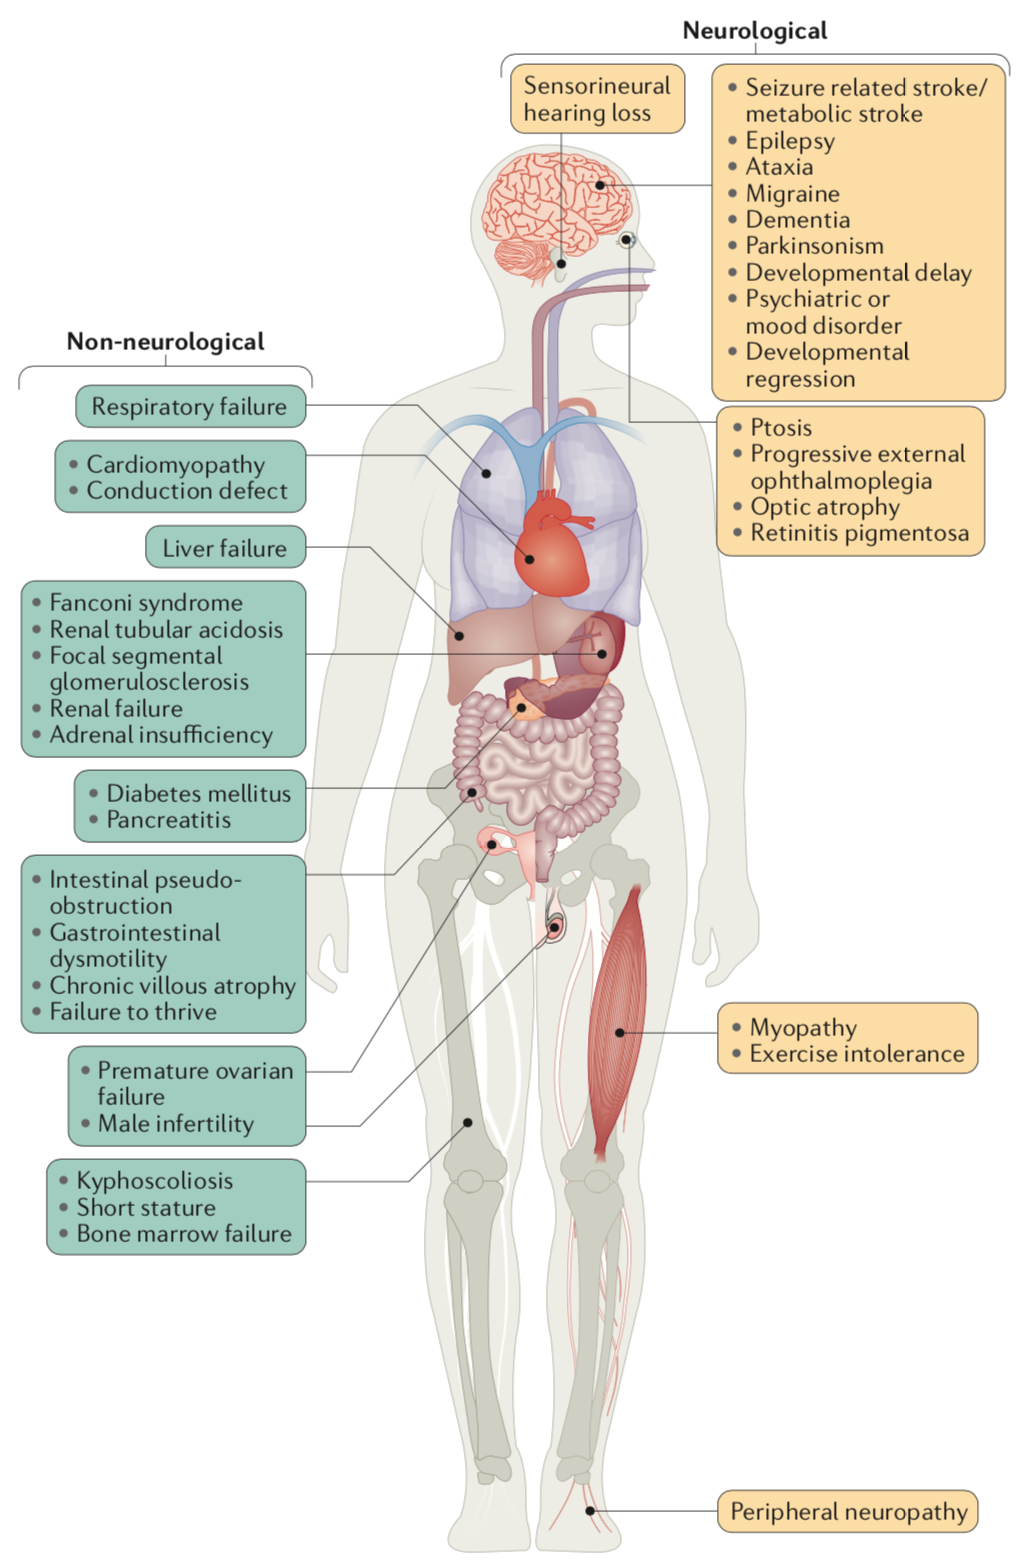 Neurological
Sensorineural
hearing loss
• Seizure related stroke/
metabolic stroke
• Epilepsy
• Ataxia
• Migraine
• Dementia
• Parkinsonism
• Developmental delay
• Psychiatric or
mood disorder
• Developmental
regression
• Ptosis
• Progressive external
ophthalmoplegia
• Optic atrophy
• Retinitis pigmentosa
Non-neurological
Respiratory failure
• Cardiomyopathy
• Conduction defect
Liver failure
• Fanconi syndrome
• Renal tubular acidosis
• Focal segmental
glomerulosclerosis
• Renal failure
• Adrenal insufficiency
• Diabetes mellitus
• Pancreatitis
• Intestinal pseudo-
obstruction
• Gastrointestinal
dysmotility
• Chronic villous atrophy
• Failure to thrive
• Premature ovarian
failure
• Male infertility
• Kyphoscoliosis
• Short stature
• Bone marrow failure
• Myopathy
• Exercise intolerance
Peripheral neuropathy